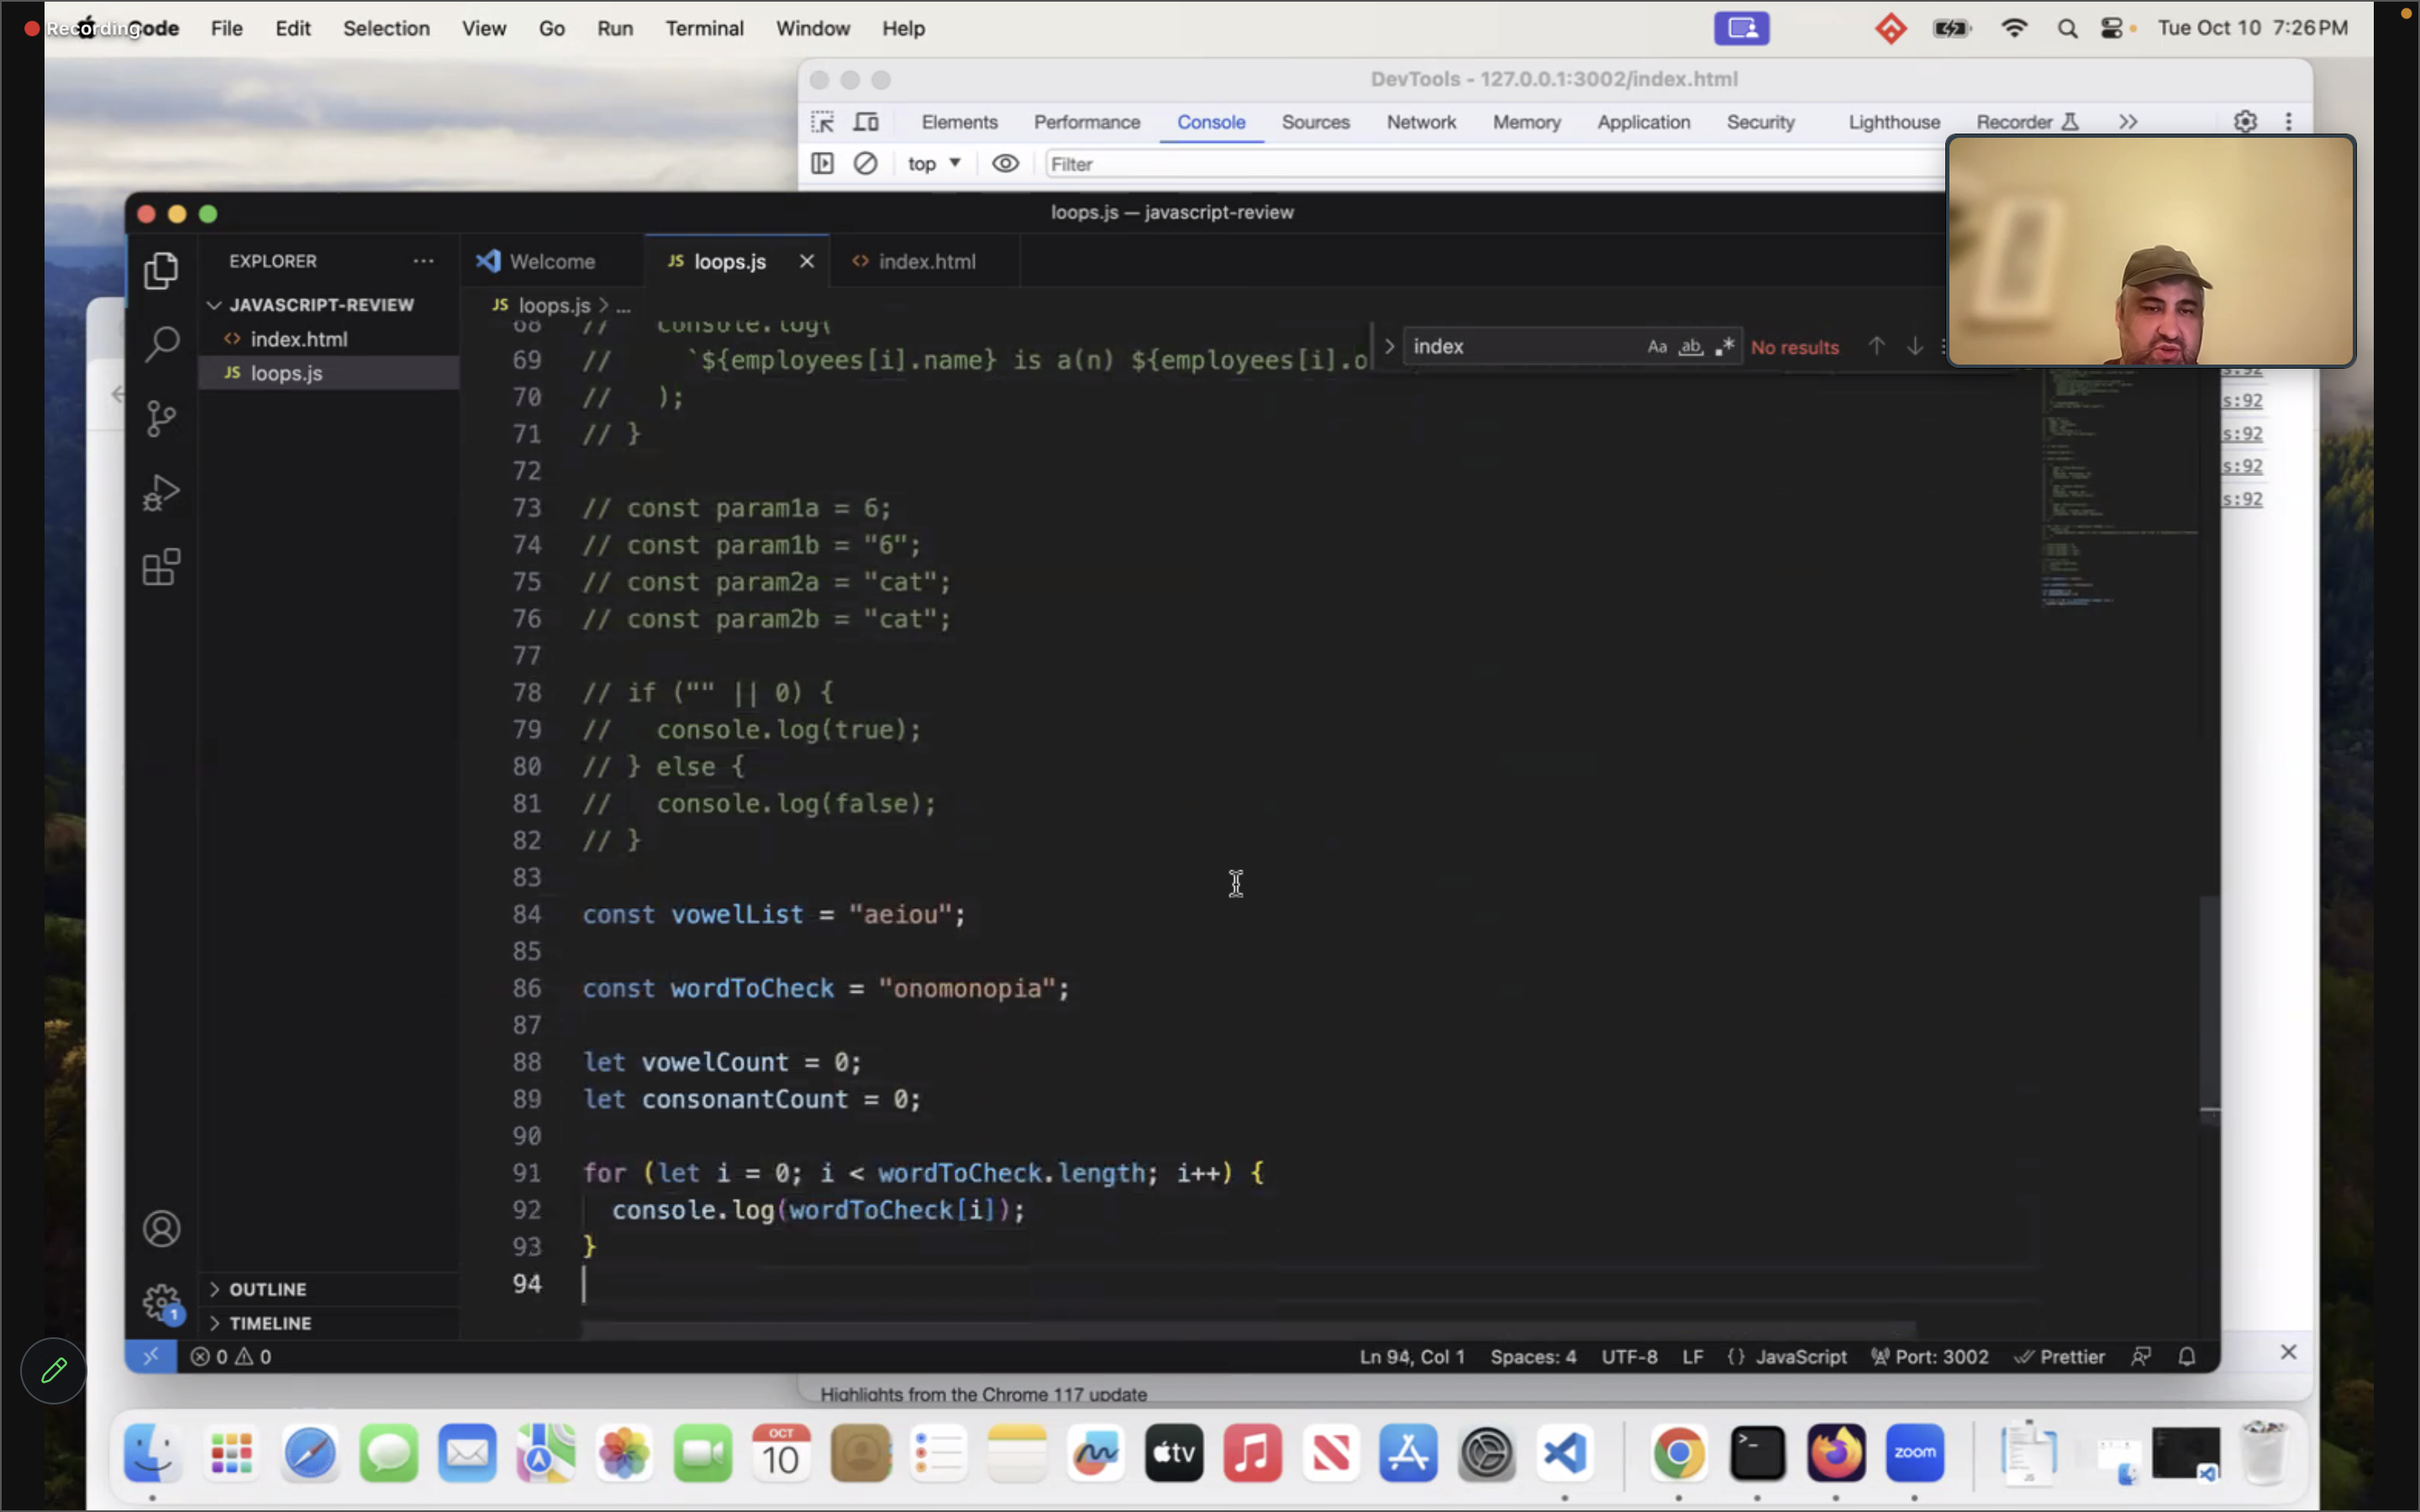 Recording
Code File Edit Selection View Go Run Terminal Window Help
Tue Oct 10 7:26 PM
DevTools - 127.0.0.1:3002/index.html
Elements Performance Console Sources Network Memory Application Security Lighthouse Recorder
top Filter
loops.js — javascript-review
EXPLORER
Welcome
JS loops.js
<> index.html
JAVASCRIPT-REVIEW
<> index.html
JS loops.js
JS loops.js > ...
index
Aa ab .* No results
68 // console.log(
69 // `${employees[i].name} is a(n) ${employees[i].o
70 // );
71 // }
72
73 // const param1a = 6;
74 // const param1b = "6";
75 // const param2a = "cat";
76 // const param2b = "cat";
77
78 // if ("" || 0) {
79 // console.log(true);
80 // } else {
81 // console.log(false);
82 // }
83
84 const vowelList = "aeiou";
85
86 const wordToCheck = "onomonopia";
87
88 let vowelCount = 0;
89 let consonantCount = 0;
90
91 for (let i = 0; i < wordToCheck.length; i++) {
92 console.log(wordToCheck[i]);
93 }
94
s:92
s:92
s:92
s:92
s:92
OUTLINE
TIMELINE
1
0 0
Ln 94, Col 1 Spaces: 4 UTF-8 LF {} JavaScript Port: 3002 Prettier
Highlights from the Chrome 117 update
OCT
10
tv
zoom